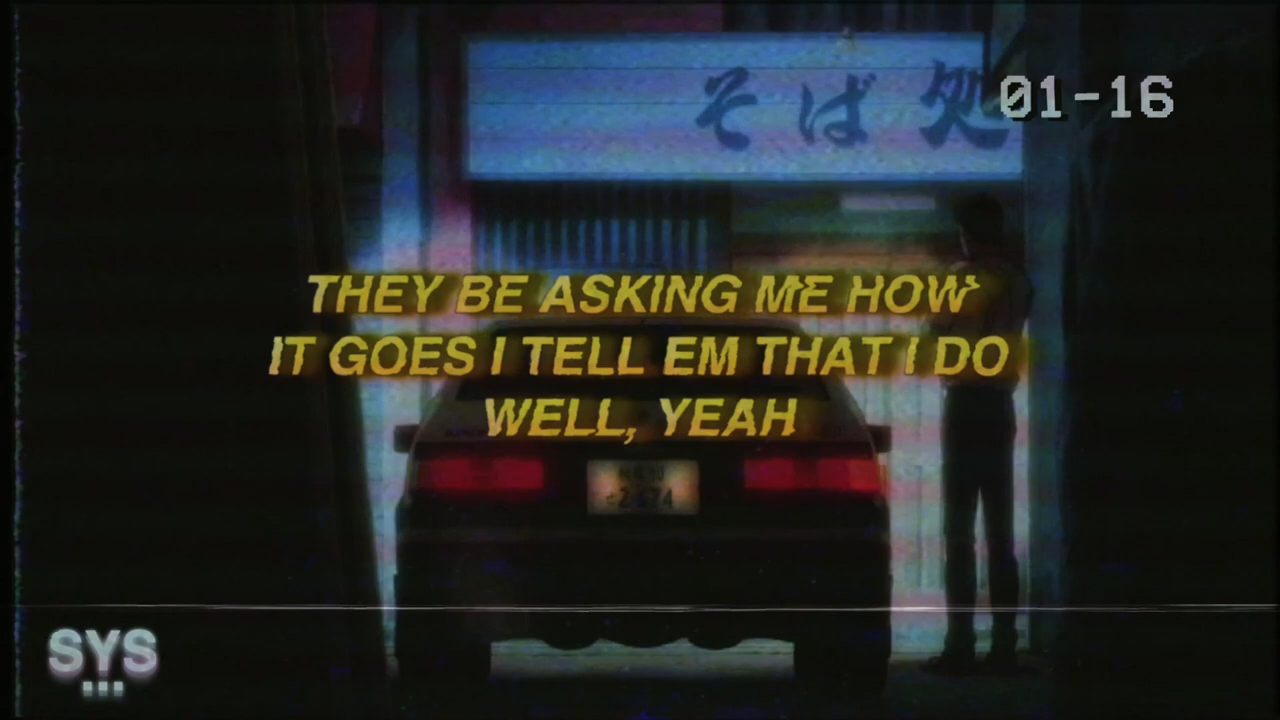 そば処
01-16
THEY BE ASKING ME HOW
IT GOES I TELL EM THAT I DO
WELL, YEAH
SYS